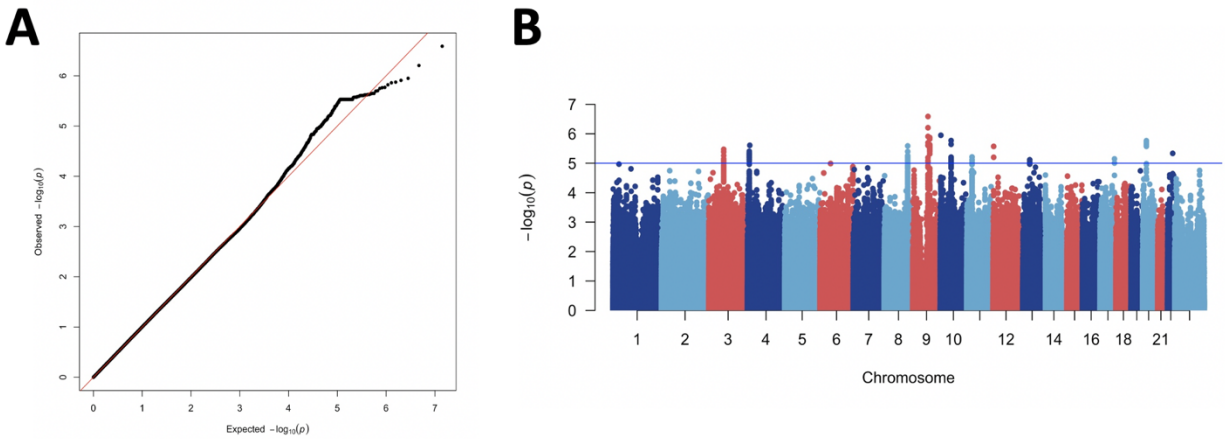 A
Observed −log10(p)
6
5
4
3
2
1
0
0 1 2 3 4 5 6 7
Expected −log10(p)
B
−log10(p)
7
6
5
4
3
2
1
0
1 2 3 4 5 6 7 8 9 10 12 14 16 18 21
Chromosome